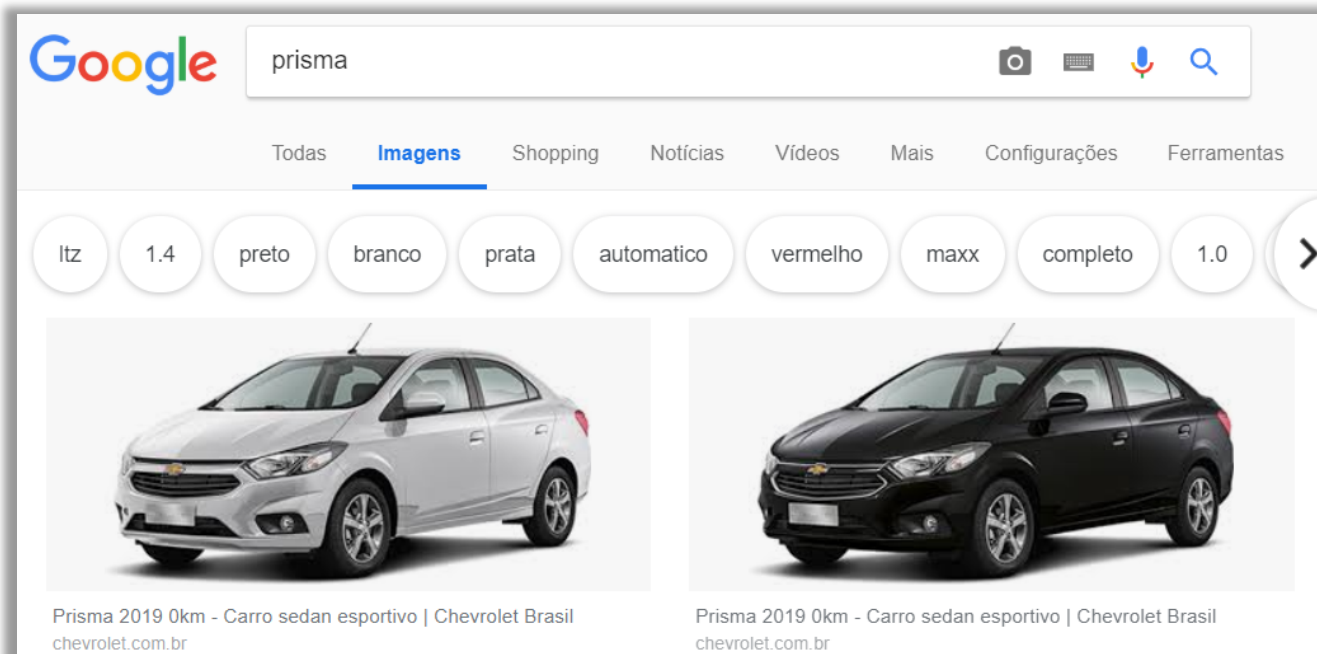 Google prisma
Todas Imagens Shopping Notícias Vídeos Mais Configurações Ferramentas
ltz 1.4 preto branco prata automatico vermelho maxx completo 1.0
Prisma 2019 0km - Carro sedan esportivo | Chevrolet Brasil
chevrolet.com.br
Prisma 2019 0km - Carro sedan esportivo | Chevrolet Brasil
chevrolet.com.br